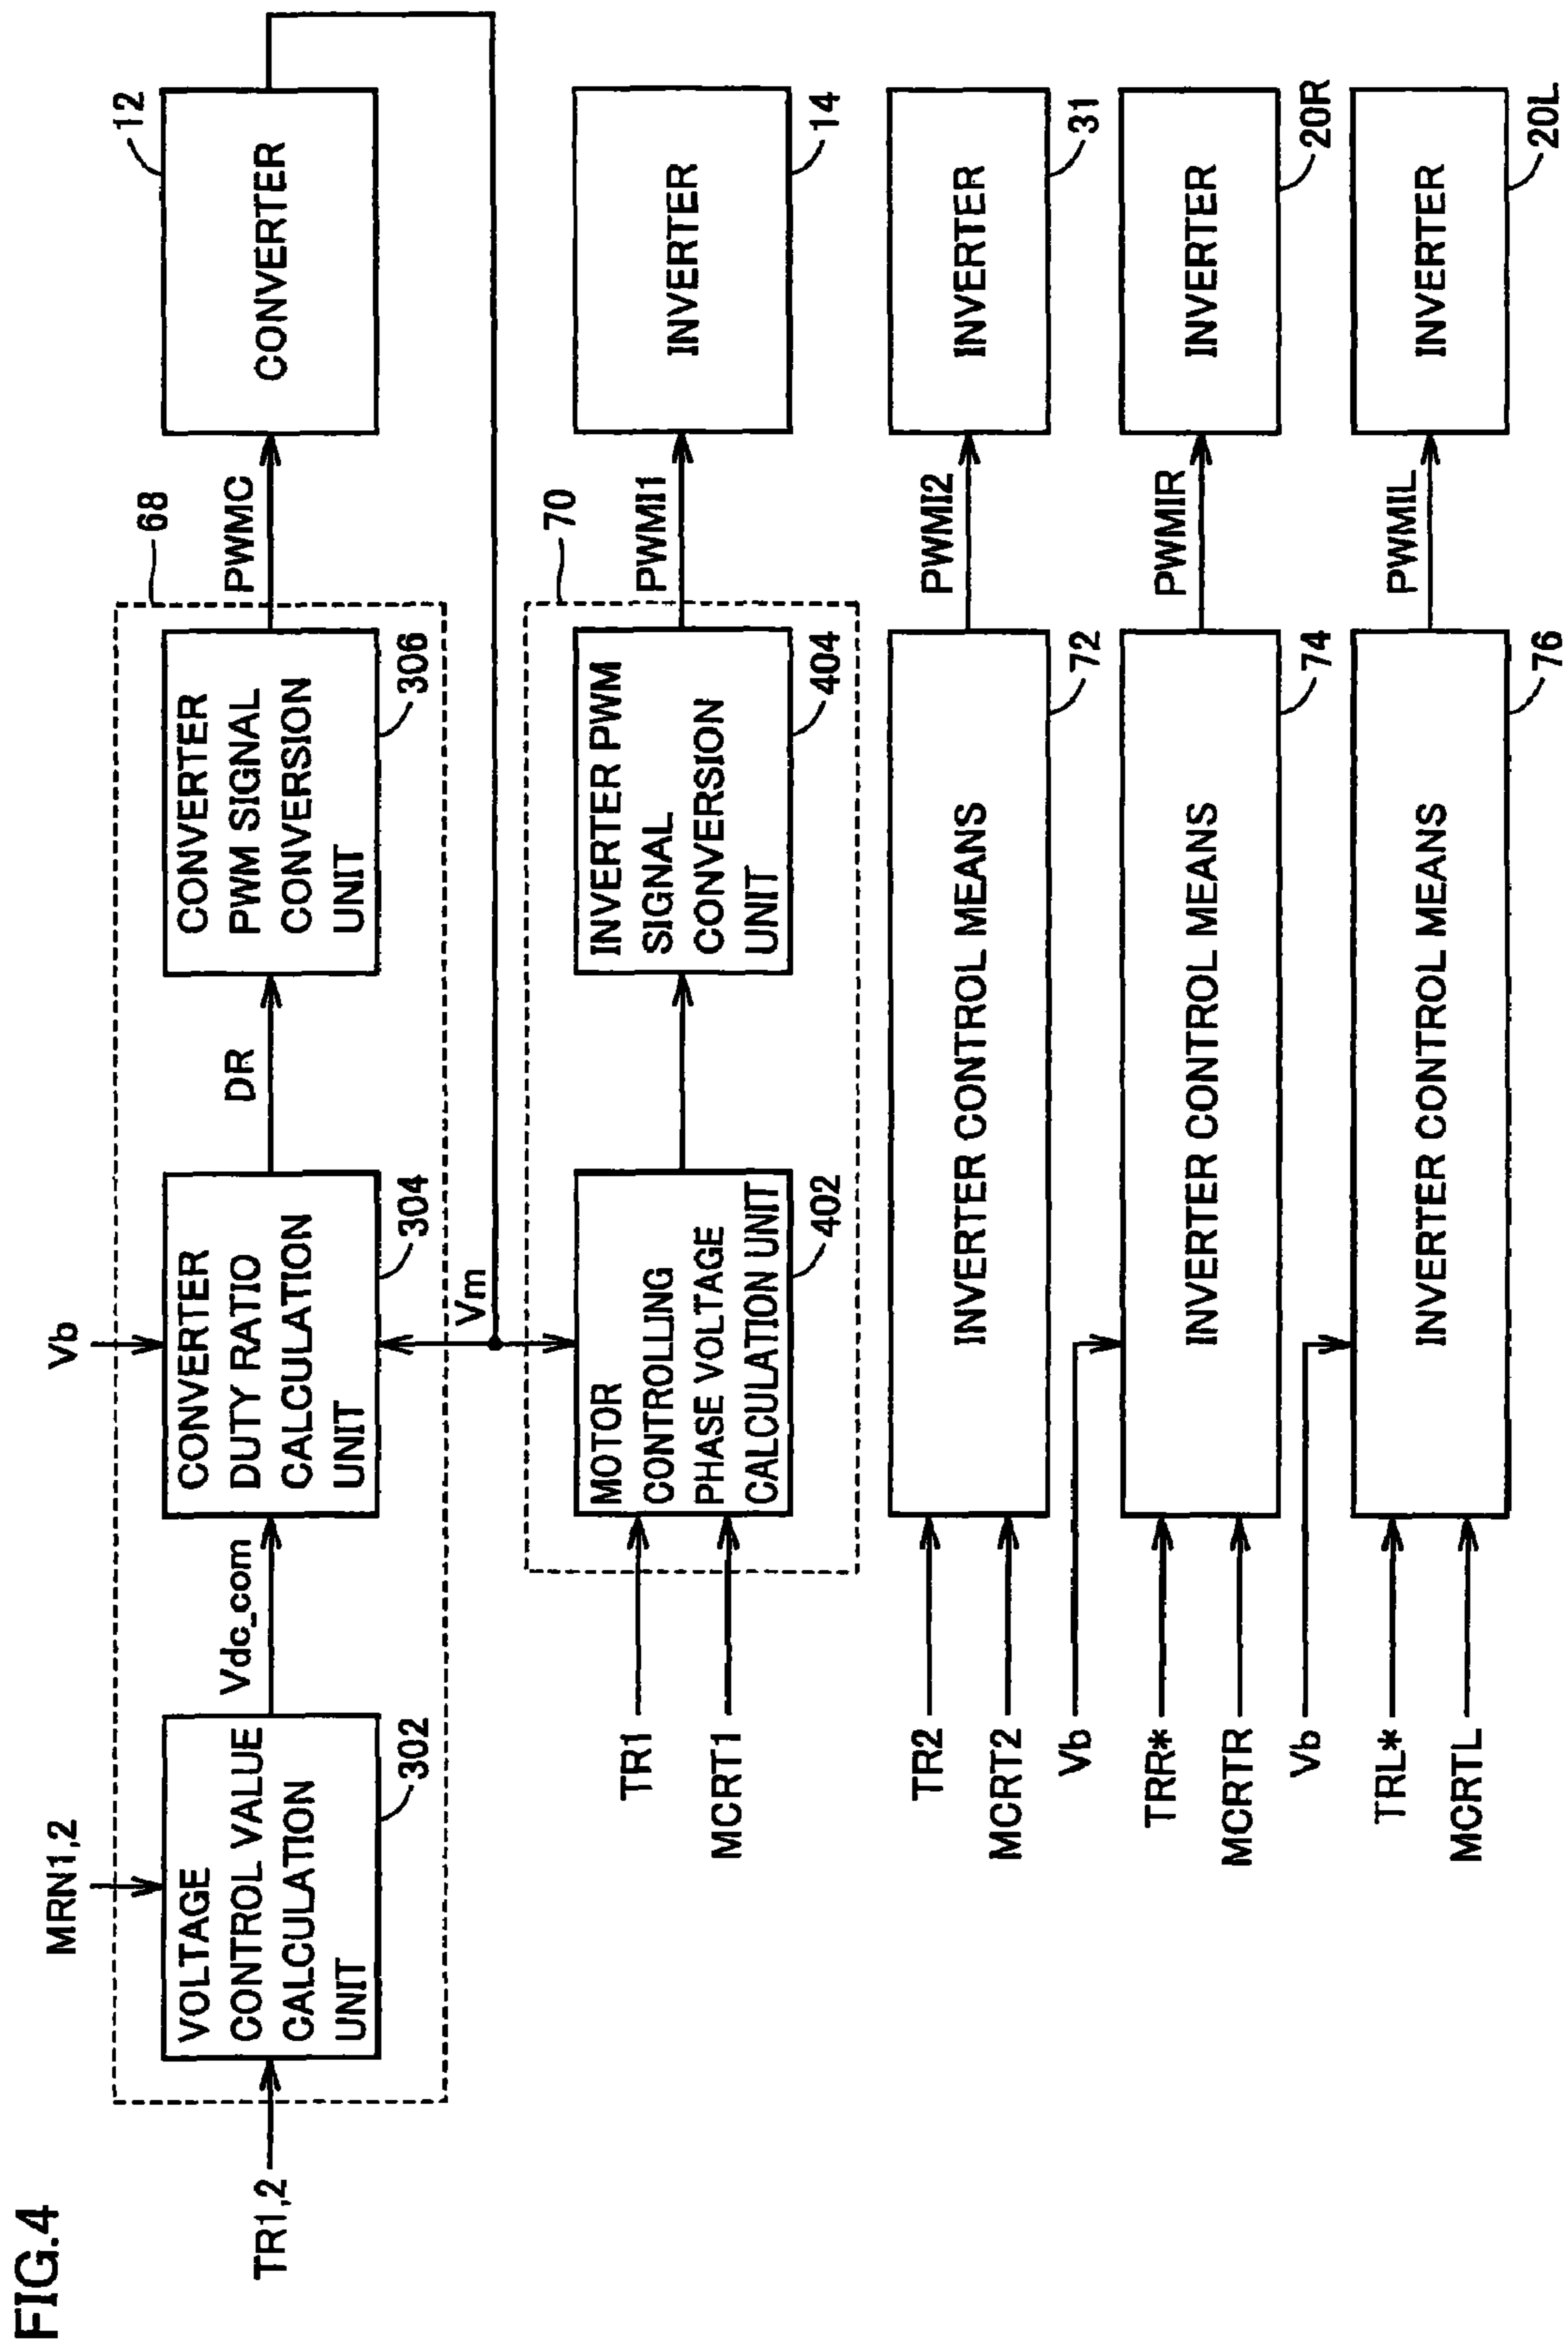 FIG.4
MRN1,2
Vb
68
12
TR1,2
VOLTAGE
CONTROL VALUE
CALCULATION
UNIT
302
Vdc_com
CONVERTER
DUTY RATIO
CALCULATION
UNIT
304
DR
CONVERTER
PWM SIGNAL
CONVERSION
UNIT
306
PWMC
CONVERTER
Vm
70
TR1
MCRT1
MOTOR
CONTROLLING
PHASE VOLTAGE
CALCULATION UNIT
402
INVERTER PWM
SIGNAL
CONVERSION
UNIT
404
PWMI1
INVERTER
14
TR2
MCRT2
INVERTER CONTROL MEANS
72
PWMI2
INVERTER
31
Vb
TRR*
MCRTR
INVERTER CONTROL MEANS
74
PWMIR
INVERTER
20R
Vb
TRL*
MCRTL
INVERTER CONTROL MEANS
76
PWMIL
INVERTER
20L